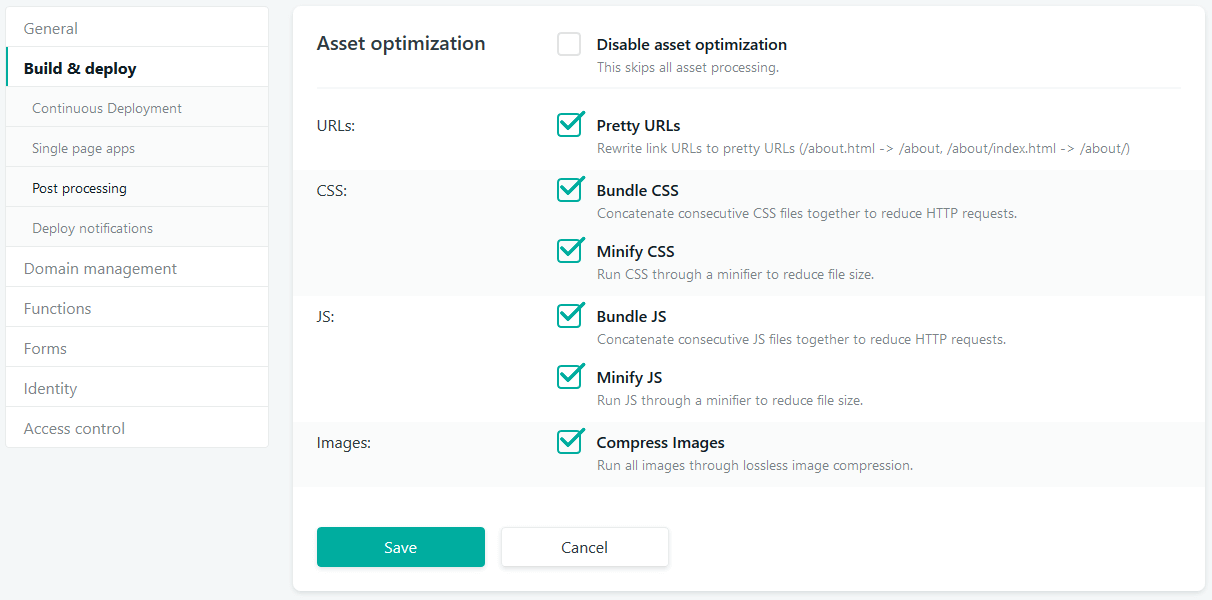 General
Build & deploy
Continuous Deployment
Single page apps
Post processing
Deploy notifications
Domain management
Functions
Forms
Identity
Access control
Asset optimization
Disable asset optimization
This skips all asset processing.
URLs:
Pretty URLs
Rewrite link URLs to pretty URLs (/about.html -> /about, /about/index.html -> /about/)
CSS:
Bundle CSS
Concatenate consecutive CSS files together to reduce HTTP requests.
Minify CSS
Run CSS through a minifier to reduce file size.
JS:
Bundle JS
Concatenate consecutive JS files together to reduce HTTP requests.
Minify JS
Run JS through a minifier to reduce file size.
Images:
Compress Images
Run all images through lossless image compression.
Save
Cancel